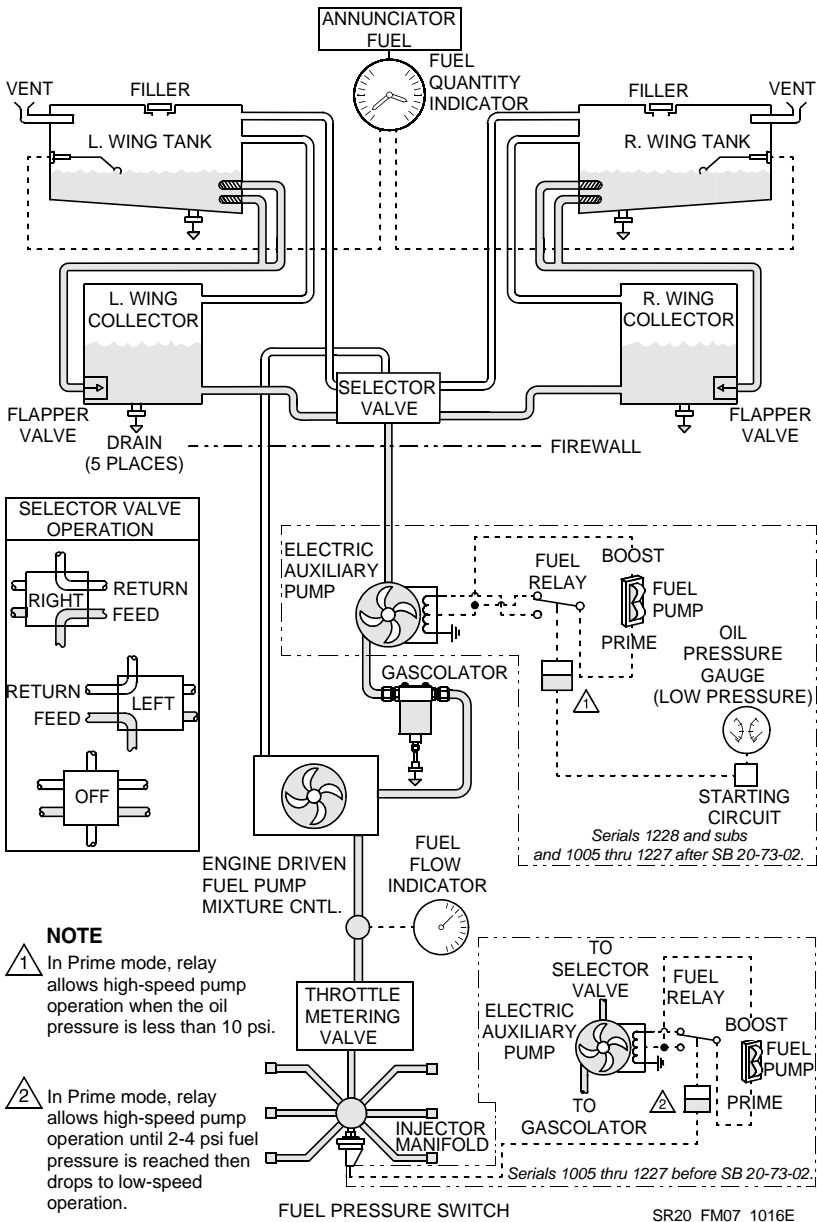 ANNUNCIATOR
FUEL
FUEL
QUANTITY
INDICATOR
VENT
FILLER
FILLER
VENT
L. WING TANK
R. WING TANK
L. WING
COLLECTOR
R. WING
COLLECTOR
SELECTOR
VALVE
FLAPPER
VALVE
DRAIN
(5 PLACES)
FIREWALL
FLAPPER
VALVE
SELECTOR VALVE
OPERATION
RIGHT
RETURN
FEED
RETURN
FEED
LEFT
OFF
ELECTRIC
AUXILIARY
PUMP
FUEL
RELAY
BOOST
FUEL
PUMP
PRIME
1
OIL
PRESSURE
GAUGE
(LOW PRESSURE)
STARTING
CIRCUIT
Serials 1228 and subs
and 1005 thru 1227 after SB 20-73-02.
GASCOLATOR
ENGINE DRIVEN
FUEL PUMP
MIXTURE CNTL.
FUEL
FLOW
INDICATOR
THROTTLE
METERING
VALVE
INJECTOR
MANIFOLD
FUEL PRESSURE SWITCH
NOTE
1 In Prime mode, relay
allows high-speed pump
operation when the oil
pressure is less than 10 psi.
2 In Prime mode, relay
allows high-speed pump
operation until 2-4 psi fuel
pressure is reached then
drops to low-speed
operation.
TO
SELECTOR
VALVE
ELECTRIC
AUXILIARY
PUMP
TO
GASCOLATOR
FUEL
RELAY
BOOST
FUEL
PUMP
PRIME
2
Serials 1005 thru 1227 before SB 20-73-02.
SR20_FM07_1016E